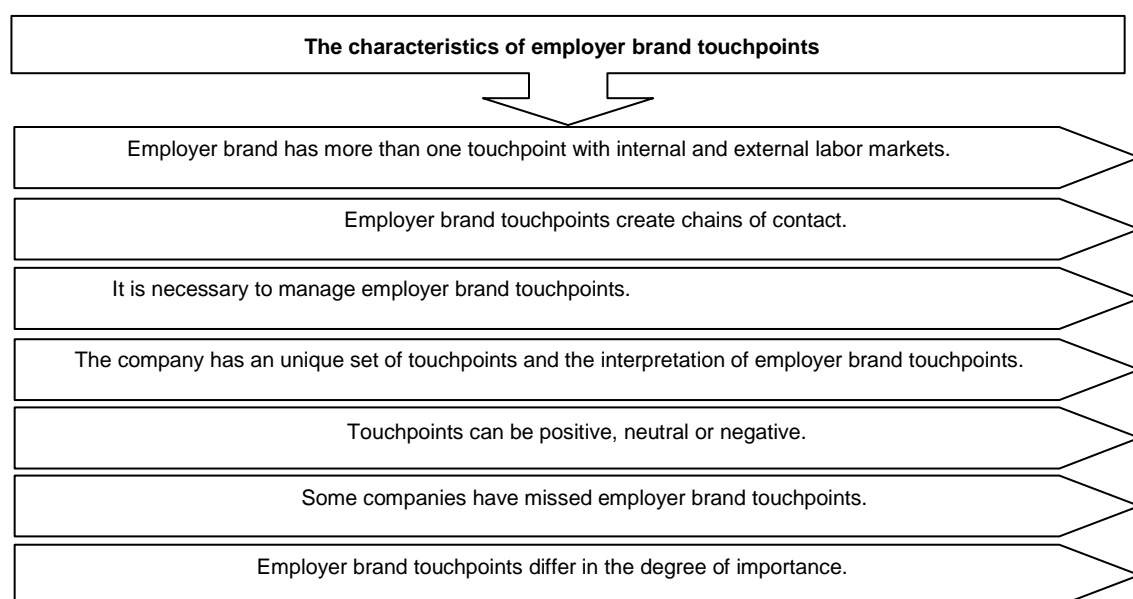 The characteristics of employer brand touchpoints
Employer brand has more than one touchpoint with internal and external labor markets.
Employer brand touchpoints create chains of contact.
It is necessary to manage employer brand touchpoints.
The company has an unique set of touchpoints and the interpretation of employer brand touchpoints.
Touchpoints can be positive, neutral or negative.
Some companies have missed employer brand touchpoints.
Employer brand touchpoints differ in the degree of importance.